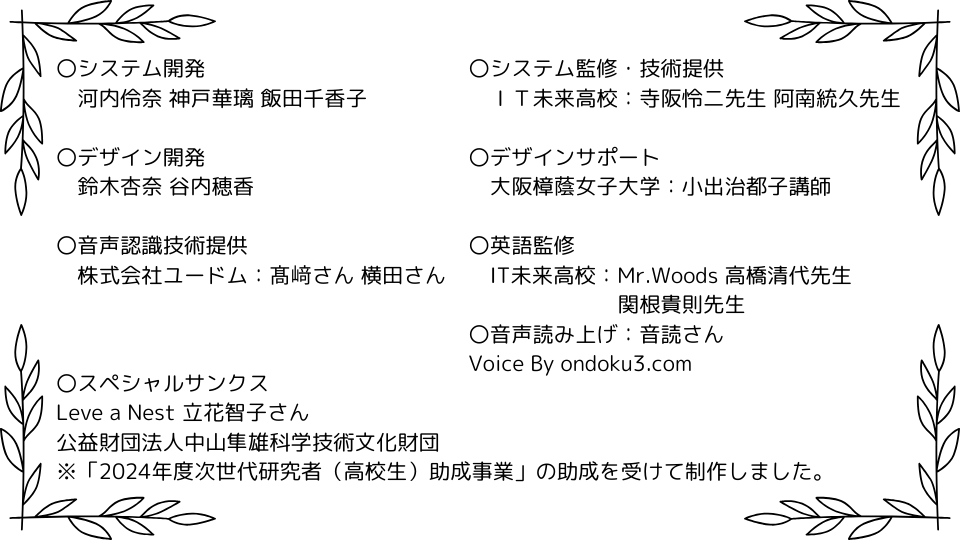 〇システム開発
河内伶奈 神戸華璃 飯田千香子
〇デザイン開発
鈴木杏奈 谷内穂香
〇音声認識技術提供
株式会社ユードム：髙﨑さん 横田さん
〇システム監修・技術提供
ＩＴ未来高校：寺阪怜二先生 阿南統久先生
〇デザインサポート
大阪樟蔭女子大学：小出治都子講師
〇英語監修
IT未来高校：Mr.Woods 高橋清代先生
関根貴則先生
〇音声読み上げ：音読さん
Voice By ondoku3.com
〇スペシャルサンクス
Leve a Nest 立花智子さん
公益財団法人中山隼雄科学技術文化財団
※「2024年度次世代研究者（高校生）助成事業」の助成を受けて制作しました。